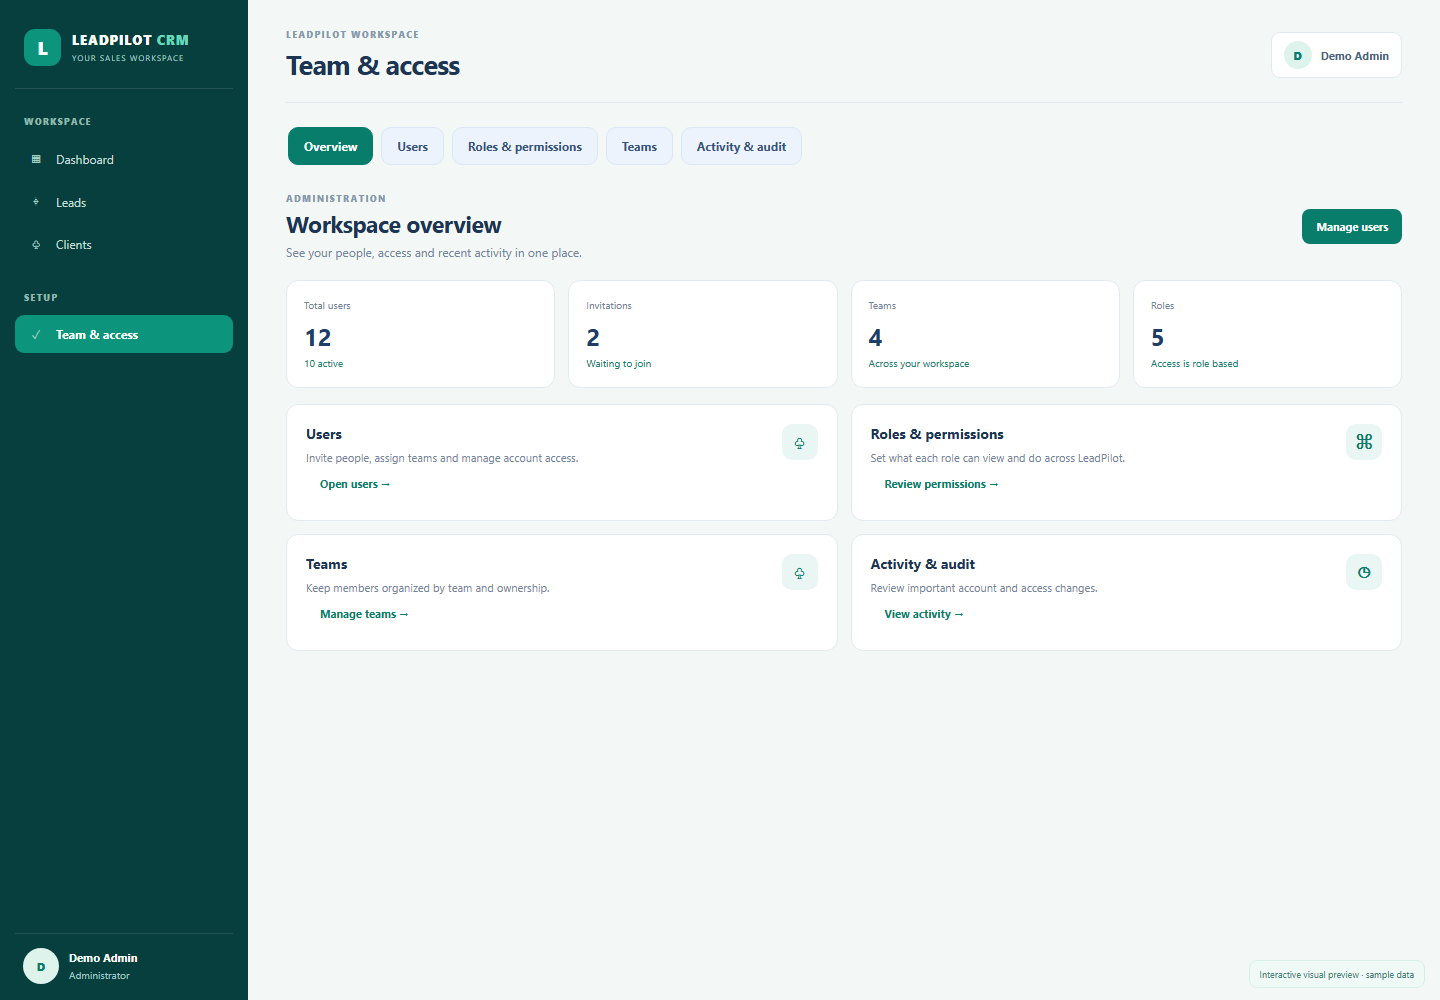 L
LEADPILOT CRM
YOUR SALES WORKSPACE
WORKSPACE
Dashboard
Leads
Clients
SETUP
✓ Team & access
D
Demo Admin
Administrator
LEADPILOT WORKSPACE
Team & access
D Demo Admin
Overview Users Roles & permissions Teams Activity & audit
ADMINISTRATION
Workspace overview
See your people, access and recent activity in one place.
Manage users
Total users
12
10 active
Invitations
2
Waiting to join
Teams
4
Across your workspace
Roles
5
Access is role based
Users
Invite people, assign teams and manage account access.
Open users →
Roles & permissions
Set what each role can view and do across LeadPilot.
Review permissions →
Teams
Keep members organized by team and ownership.
Manage teams →
Activity & audit
Review important account and access changes.
View activity →
Interactive visual preview · sample data